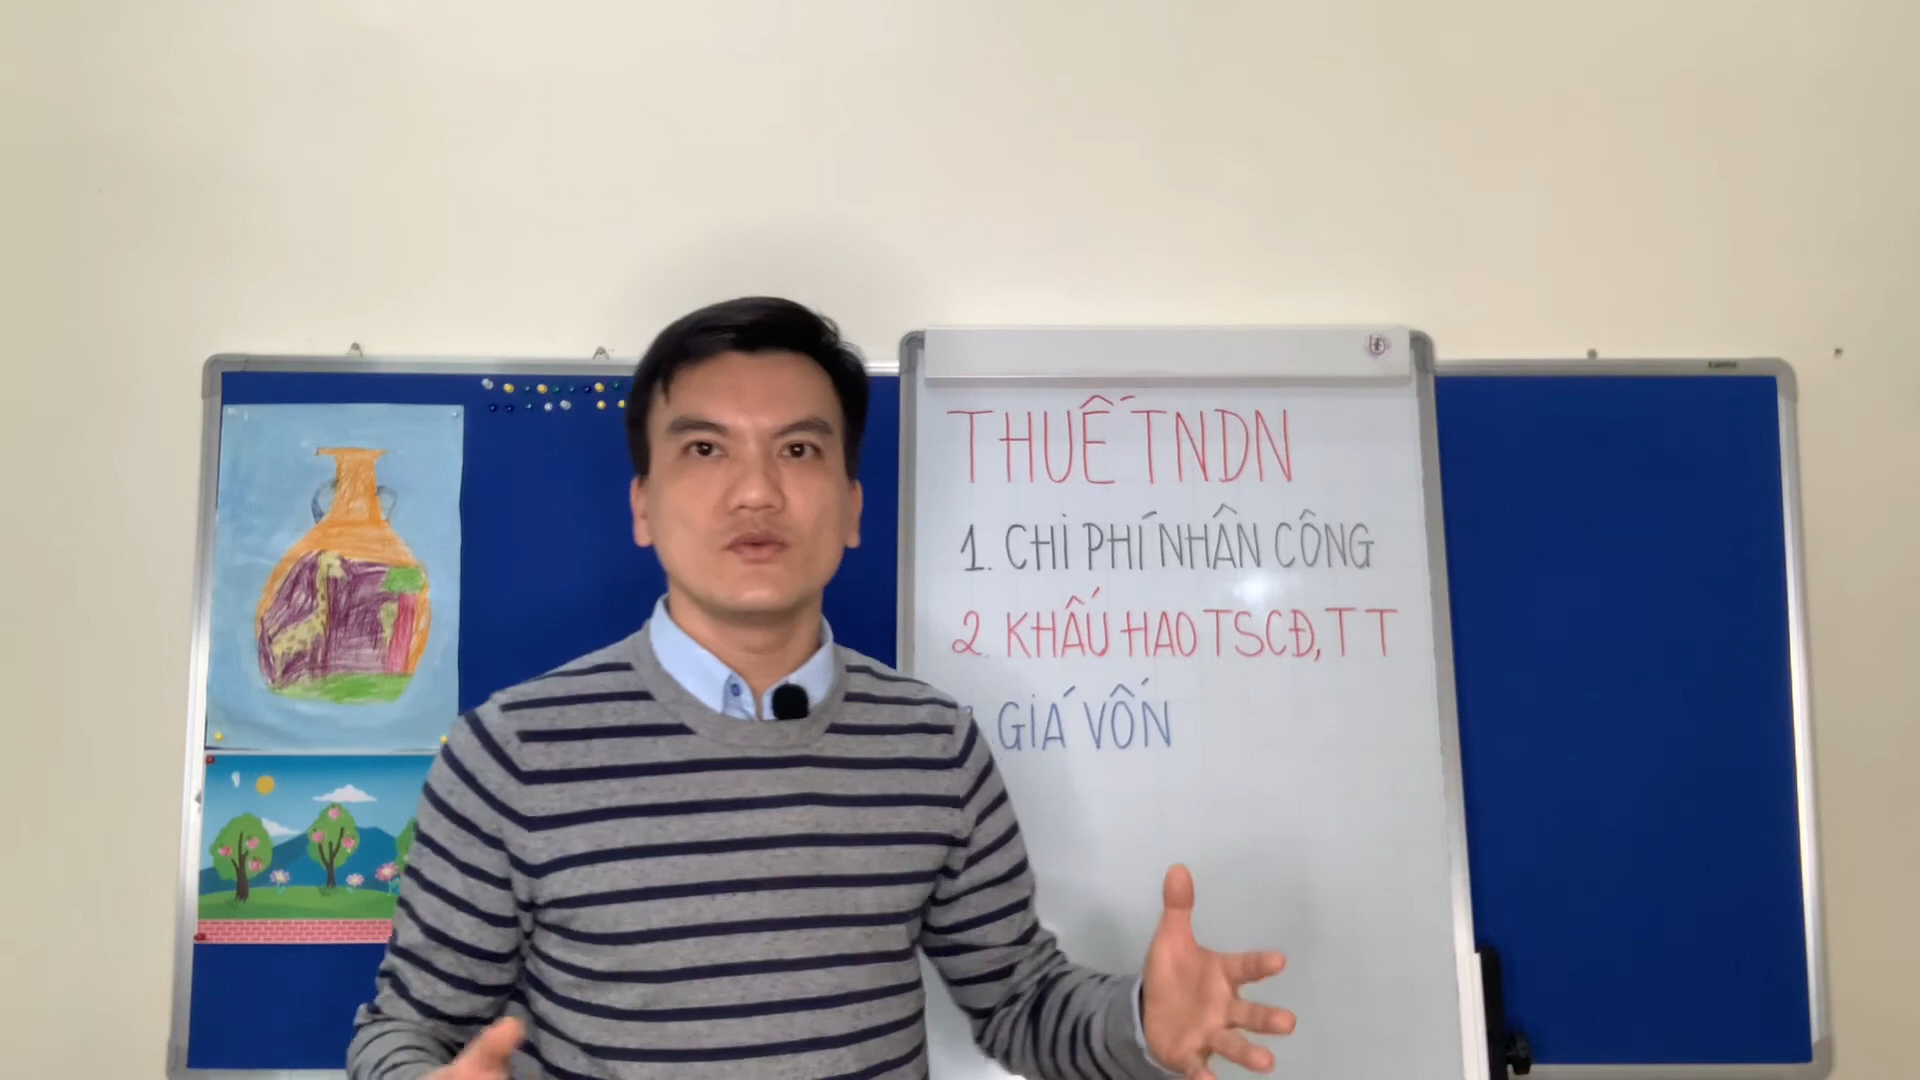 THUẾ TNDN
1. CHI PHÍ NHÂN CÔNG
2. KHẤU HAO TSCĐ, TT
GIÁ VỐN